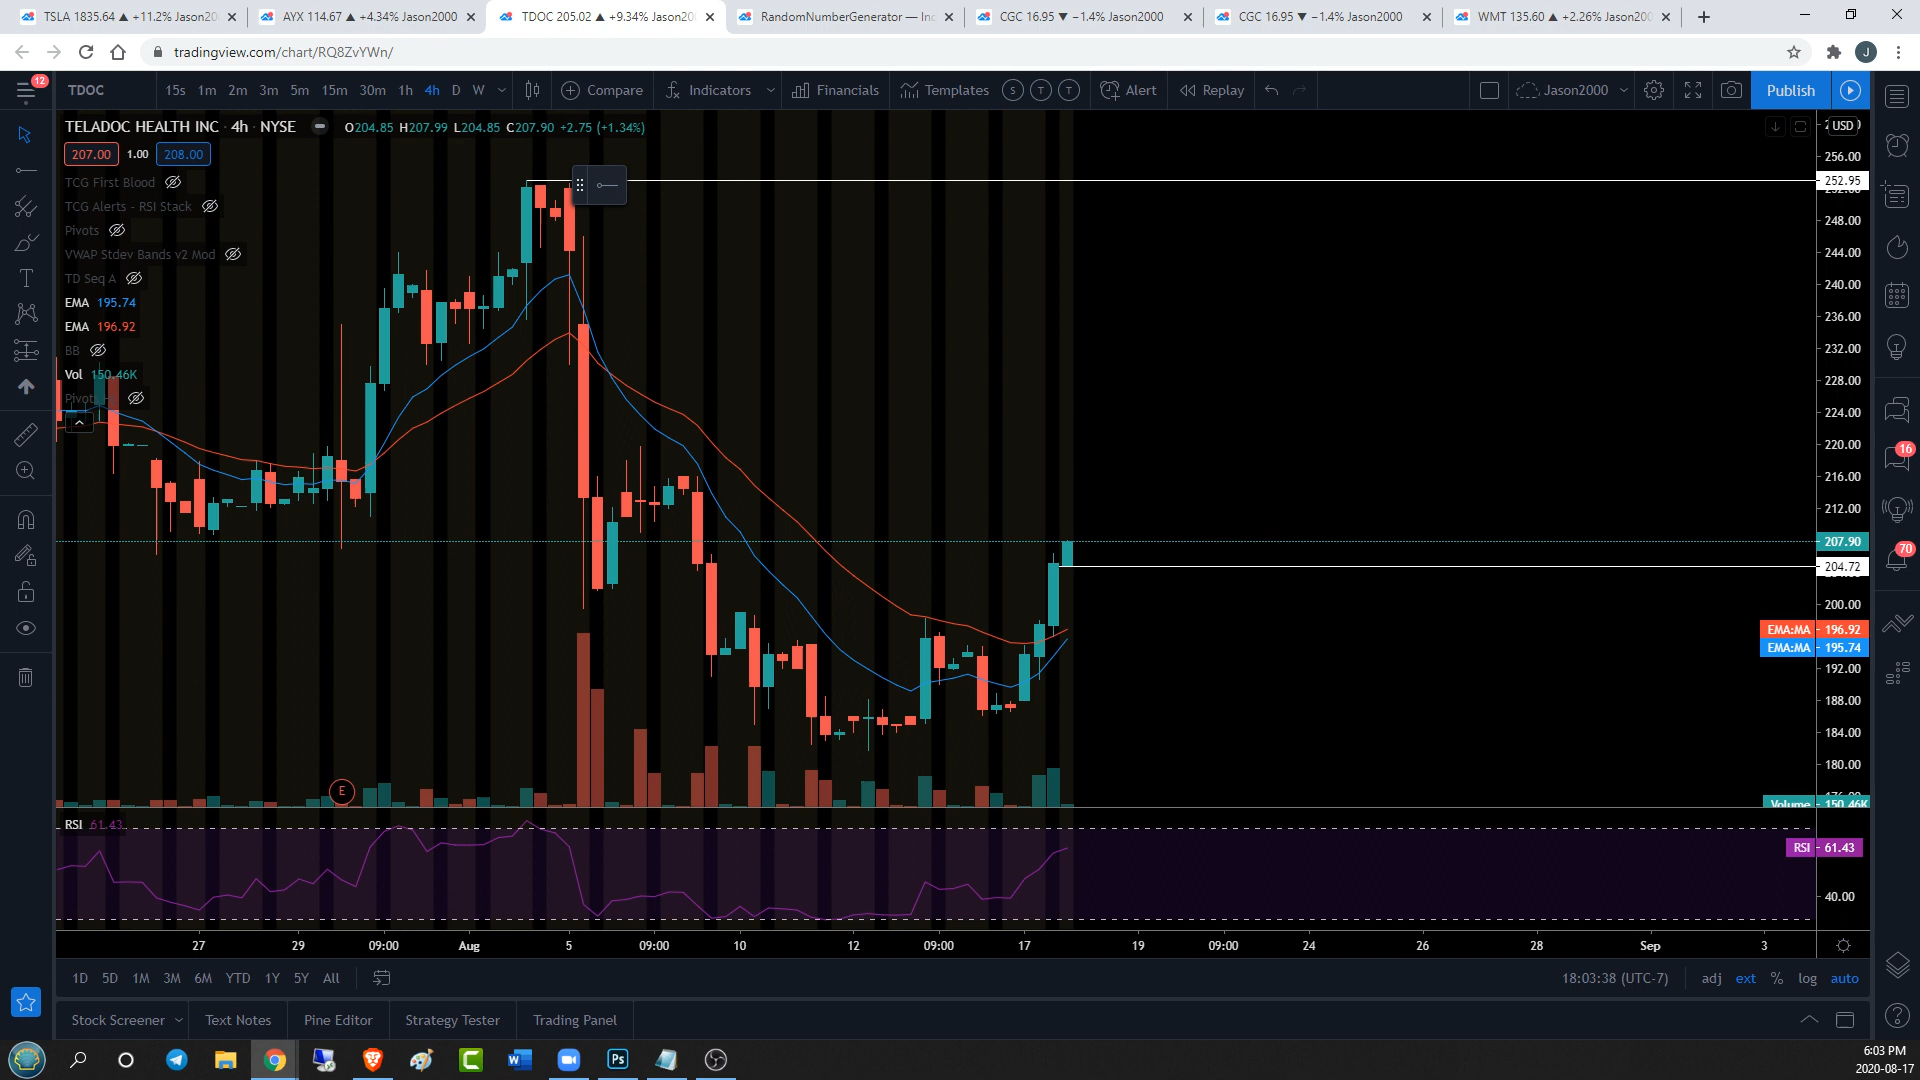 TSLA 1835.64 ▲ +11.2% Jason20
AYX 114.67 ▲ +4.34% Jason2000
TDOC 205.02 ▲ +9.34% Jason20
RandomNumberGenerator — In
CGC 16.95 ▼ −1.4% Jason2000
CGC 16.95 ▼ −1.4% Jason2000
WMT 135.60 ▲ +2.26% Jason200
tradingview.com/chart/RQ8ZvYWn/
J
12
TDOC 15s 1m 2m 3m 5m 15m 30m 1h 4h D W Compare Indicators Financials Templates S T T Alert Replay Jason2000 Publish
TELADOC HEALTH INC · 4h · NYSE O204.85 H207.99 L204.85 C207.90 +2.75 (+1.34%)
207.00 1.00 208.00
TCG First Blood
TCG Alerts - RSI Stack
Pivots
VWAP Stdev Bands v2 Mod
TD Seq A
EMA 195.74
EMA 196.92
BB
Vol 150.46K
Pivots
E
USD
256.00
252.95
248.00
244.00
240.00
236.00
232.00
228.00
224.00
220.00
216.00
212.00
207.90
204.72
200.00
EMA:MA 196.92
EMA:MA 195.74
192.00
188.00
184.00
180.00
Volume 150.46K
RSI 61.43
RSI 61.43
40.00
16
70
27 29 09:00 Aug 5 09:00 10 12 09:00 17 19 09:00 24 26 28 Sep 3
1D 5D 1M 3M 6M YTD 1Y 5Y All 18:03:38 (UTC-7) adj ext % log auto
Stock Screener Text Notes Pine Editor Strategy Tester Trading Panel
Ps
6:03 PM
2020-08-17